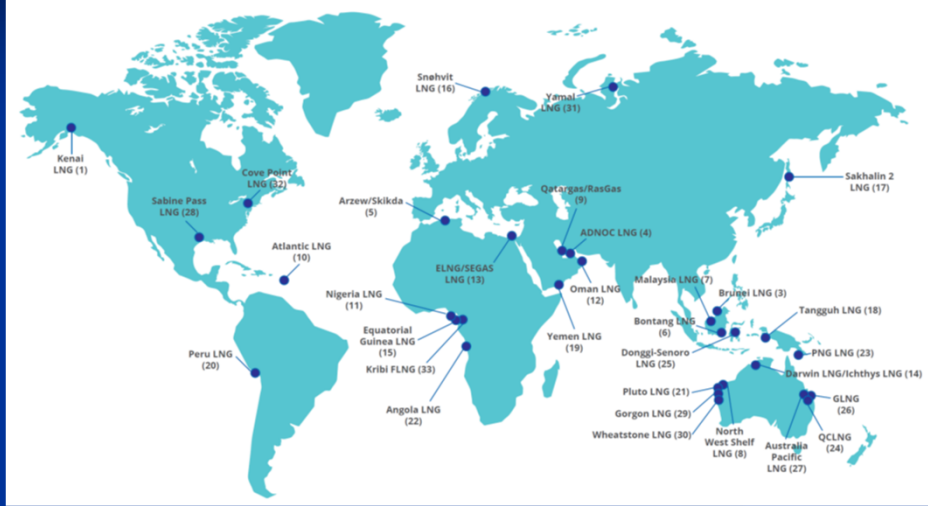 Snøhvit
LNG (16)
Yamal
LNG (31)
Kenai
LNG (1)
Cove Point
LNG (32)
Sakhalin 2
LNG (17)
Sabine Pass
LNG (28)
Arzew/Skikda
(5)
Qatargas/RasGas
(9)
ADNOC LNG (4)
Atlantic LNG
(10)
ELNG/SEGAS
LNG (13)
Oman LNG
(12)
Malaysia LNG (7)
Brunei LNG (3)
Nigeria LNG
(11)
Tangguh LNG (18)
Bontang LNG
(6)
Equatorial
Guinea LNG
(15)
Yemen LNG
(19)
Peru LNG
(20)
Donggi-Senoro
LNG (25)
PNG LNG (23)
Kribi FLNG (33)
Darwin LNG/Ichthys LNG (14)
Pluto LNG (21)
GLNG
(26)
Angola LNG
(22)
Gorgon LNG (29)
Wheatstone LNG (30)
North
West Shelf
LNG (8)
QCLNG
(24)
Australia
Pacific
LNG (27)